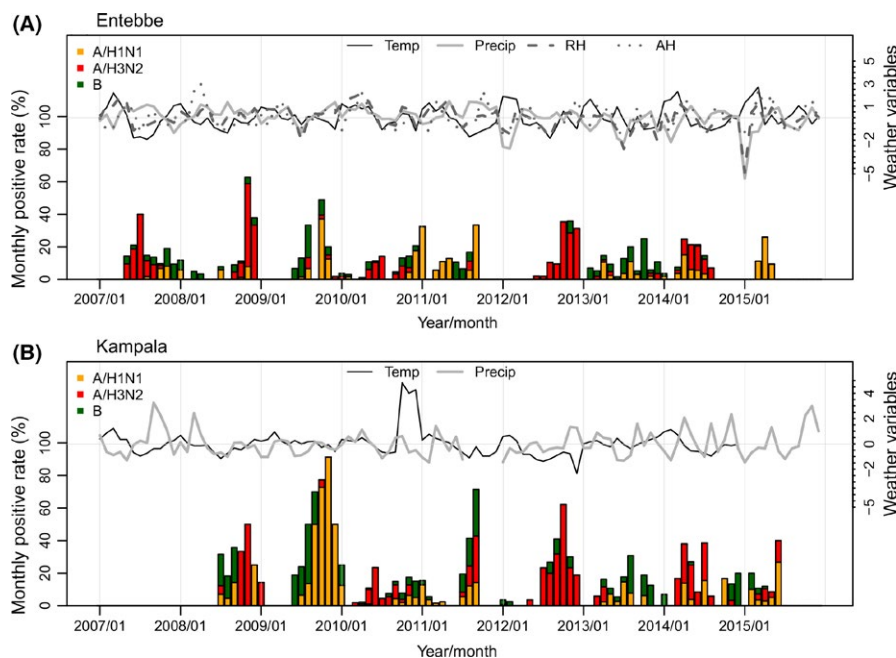 (A) Entebbe
A/H1N1
A/H3N2
B
Temp Precip RH AH
Monthly positive rate (%)
100
80
60
40
20
0
5
3
1
-2
-5
Weather variables
2007/01 2008/01 2009/01 2010/01 2011/01 2012/01 2013/01 2014/01 2015/01
Year/month
(B) Kampala
A/H1N1
A/H3N2
B
Temp Precip
Monthly positive rate (%)
100
80
60
40
20
0
4
2
0
-2
-5
Weather variables
2007/01 2008/01 2009/01 2010/01 2011/01 2012/01 2013/01 2014/01 2015/01
Year/month